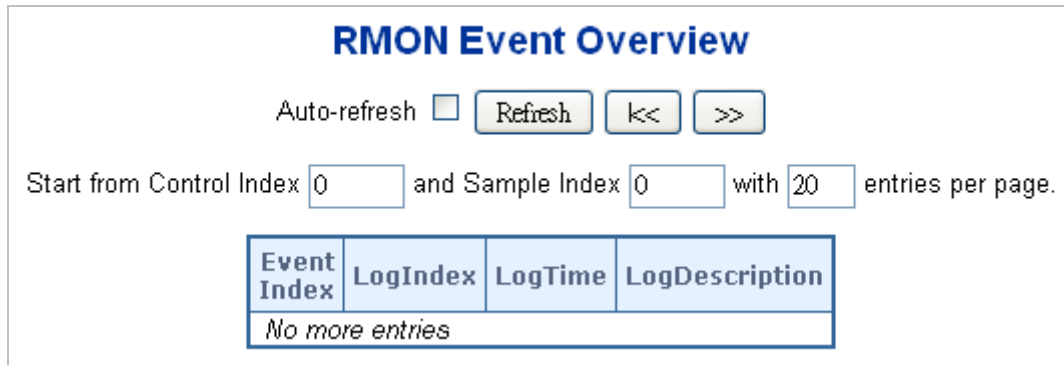 RMON Event Overview
Auto-refresh Refresh k< >>
Start from Control Index 0 and Sample Index 0 with 20 entries per page.
Event Index LogIndex LogTime LogDescription
No more entries